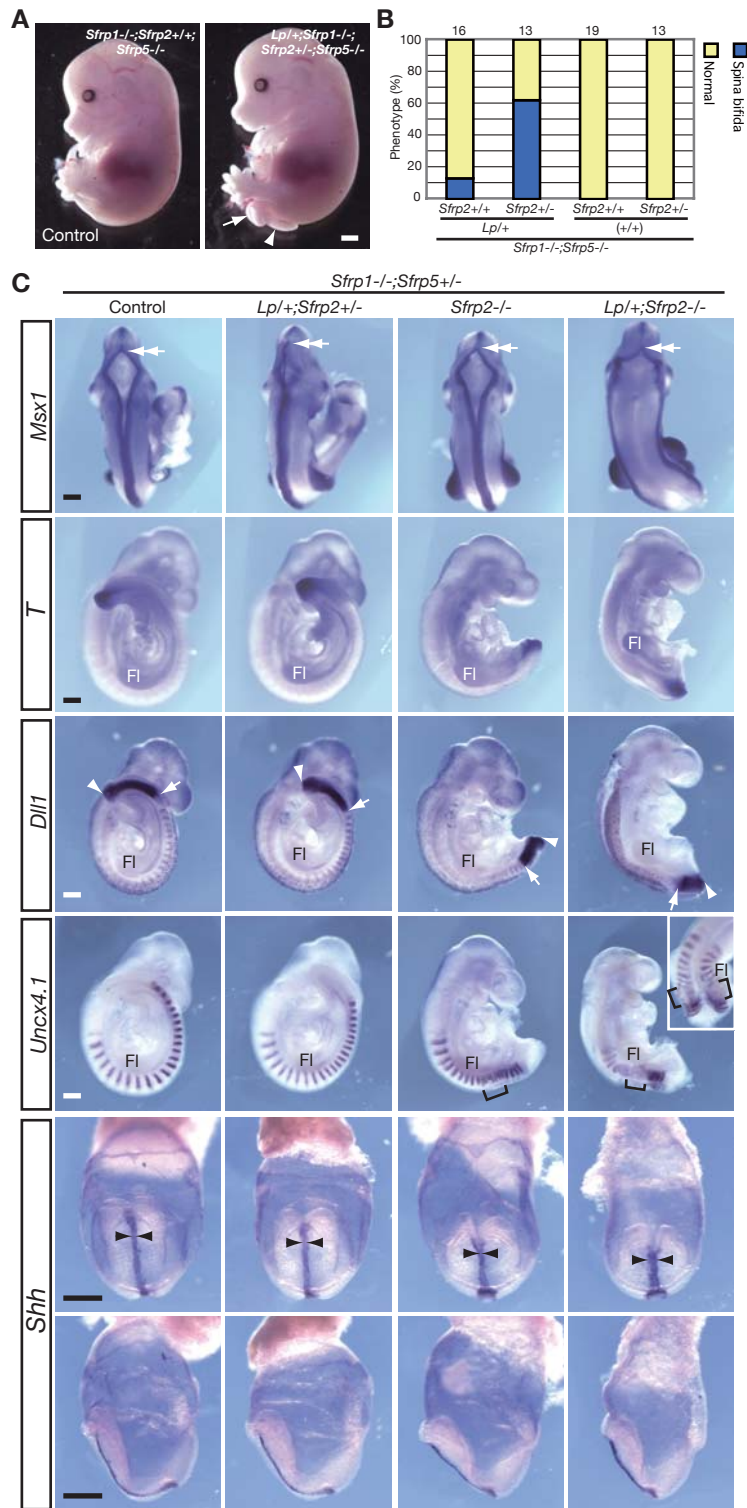 A
Sfrp1-/-;Sfrp2+/+;
Sfrp5-/-
Control
Lp/+;Sfrp1-/-;
Sfrp2+/-;Sfrp5-/-
B
16 13 19 13
Phenotype (%)
100
80
60
40
20
0
Normal
Spina bifida
Sfrp2+/+ Sfrp2+/- Sfrp2+/+ Sfrp2+/-
Lp/+ (+/+)
Sfrp1-/-;Sfrp5-/-
C
Sfrp1-/-;Sfrp5+/-
Control Lp/+;Sfrp2+/- Sfrp2-/- Lp/+;Sfrp2-/-
Msx1
T
Fl Fl Fl Fl
Dll1
Fl Fl Fl Fl
Uncx4.1
Fl Fl Fl Fl Fl
Shh